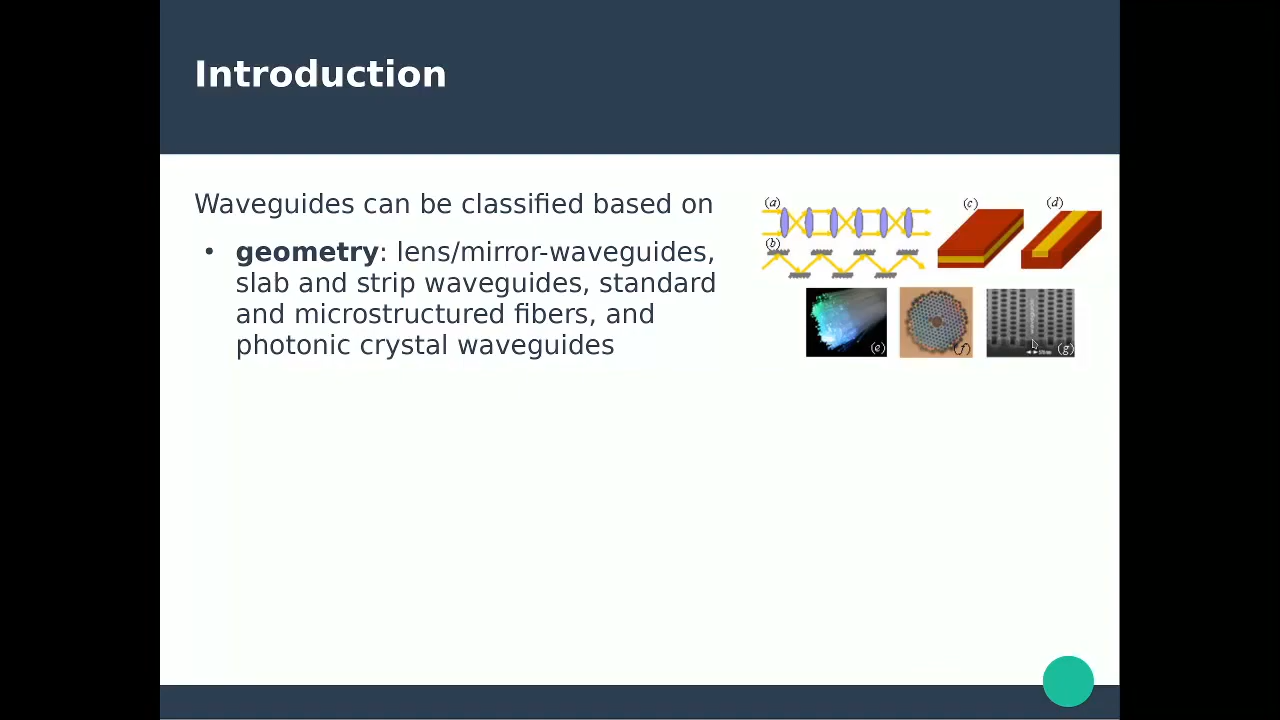 Introduction
Waveguides can be classified based on
• geometry: lens/mirror-waveguides,
slab and strip waveguides, standard
and microstructured fibers, and
photonic crystal waveguides
(a)
(b)
(c)
(d)
(e)
(f)
(g)